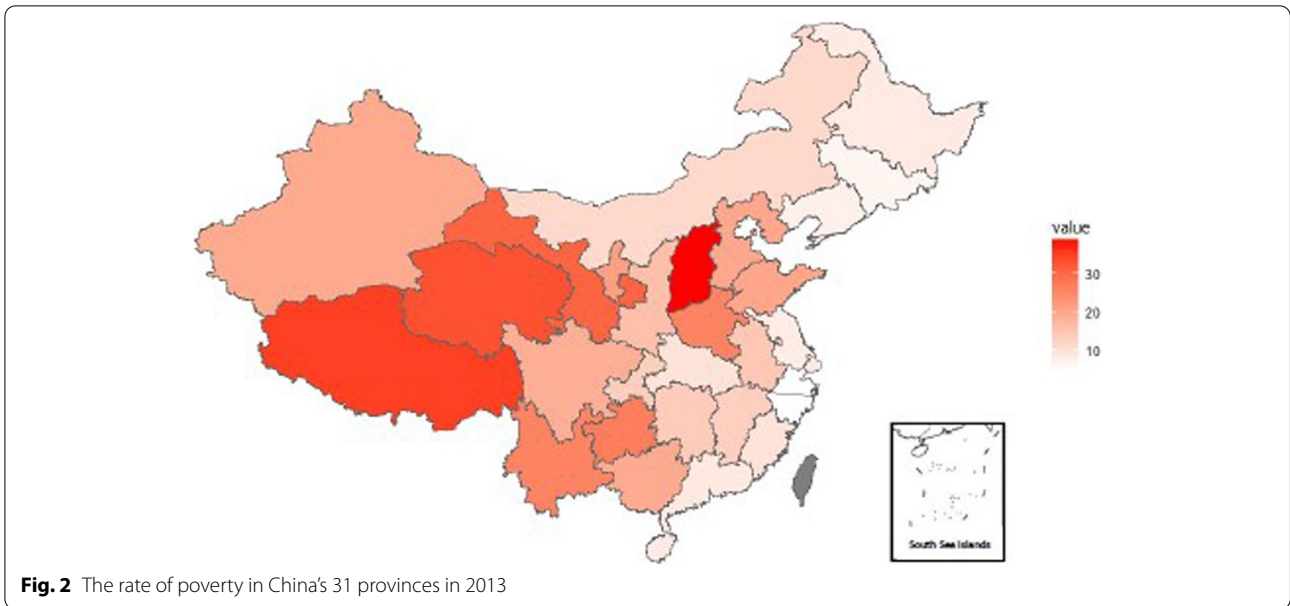 value
30
20
10
South Sea Islands
Fig. 2 The rate of poverty in China's 31 provinces in 2013